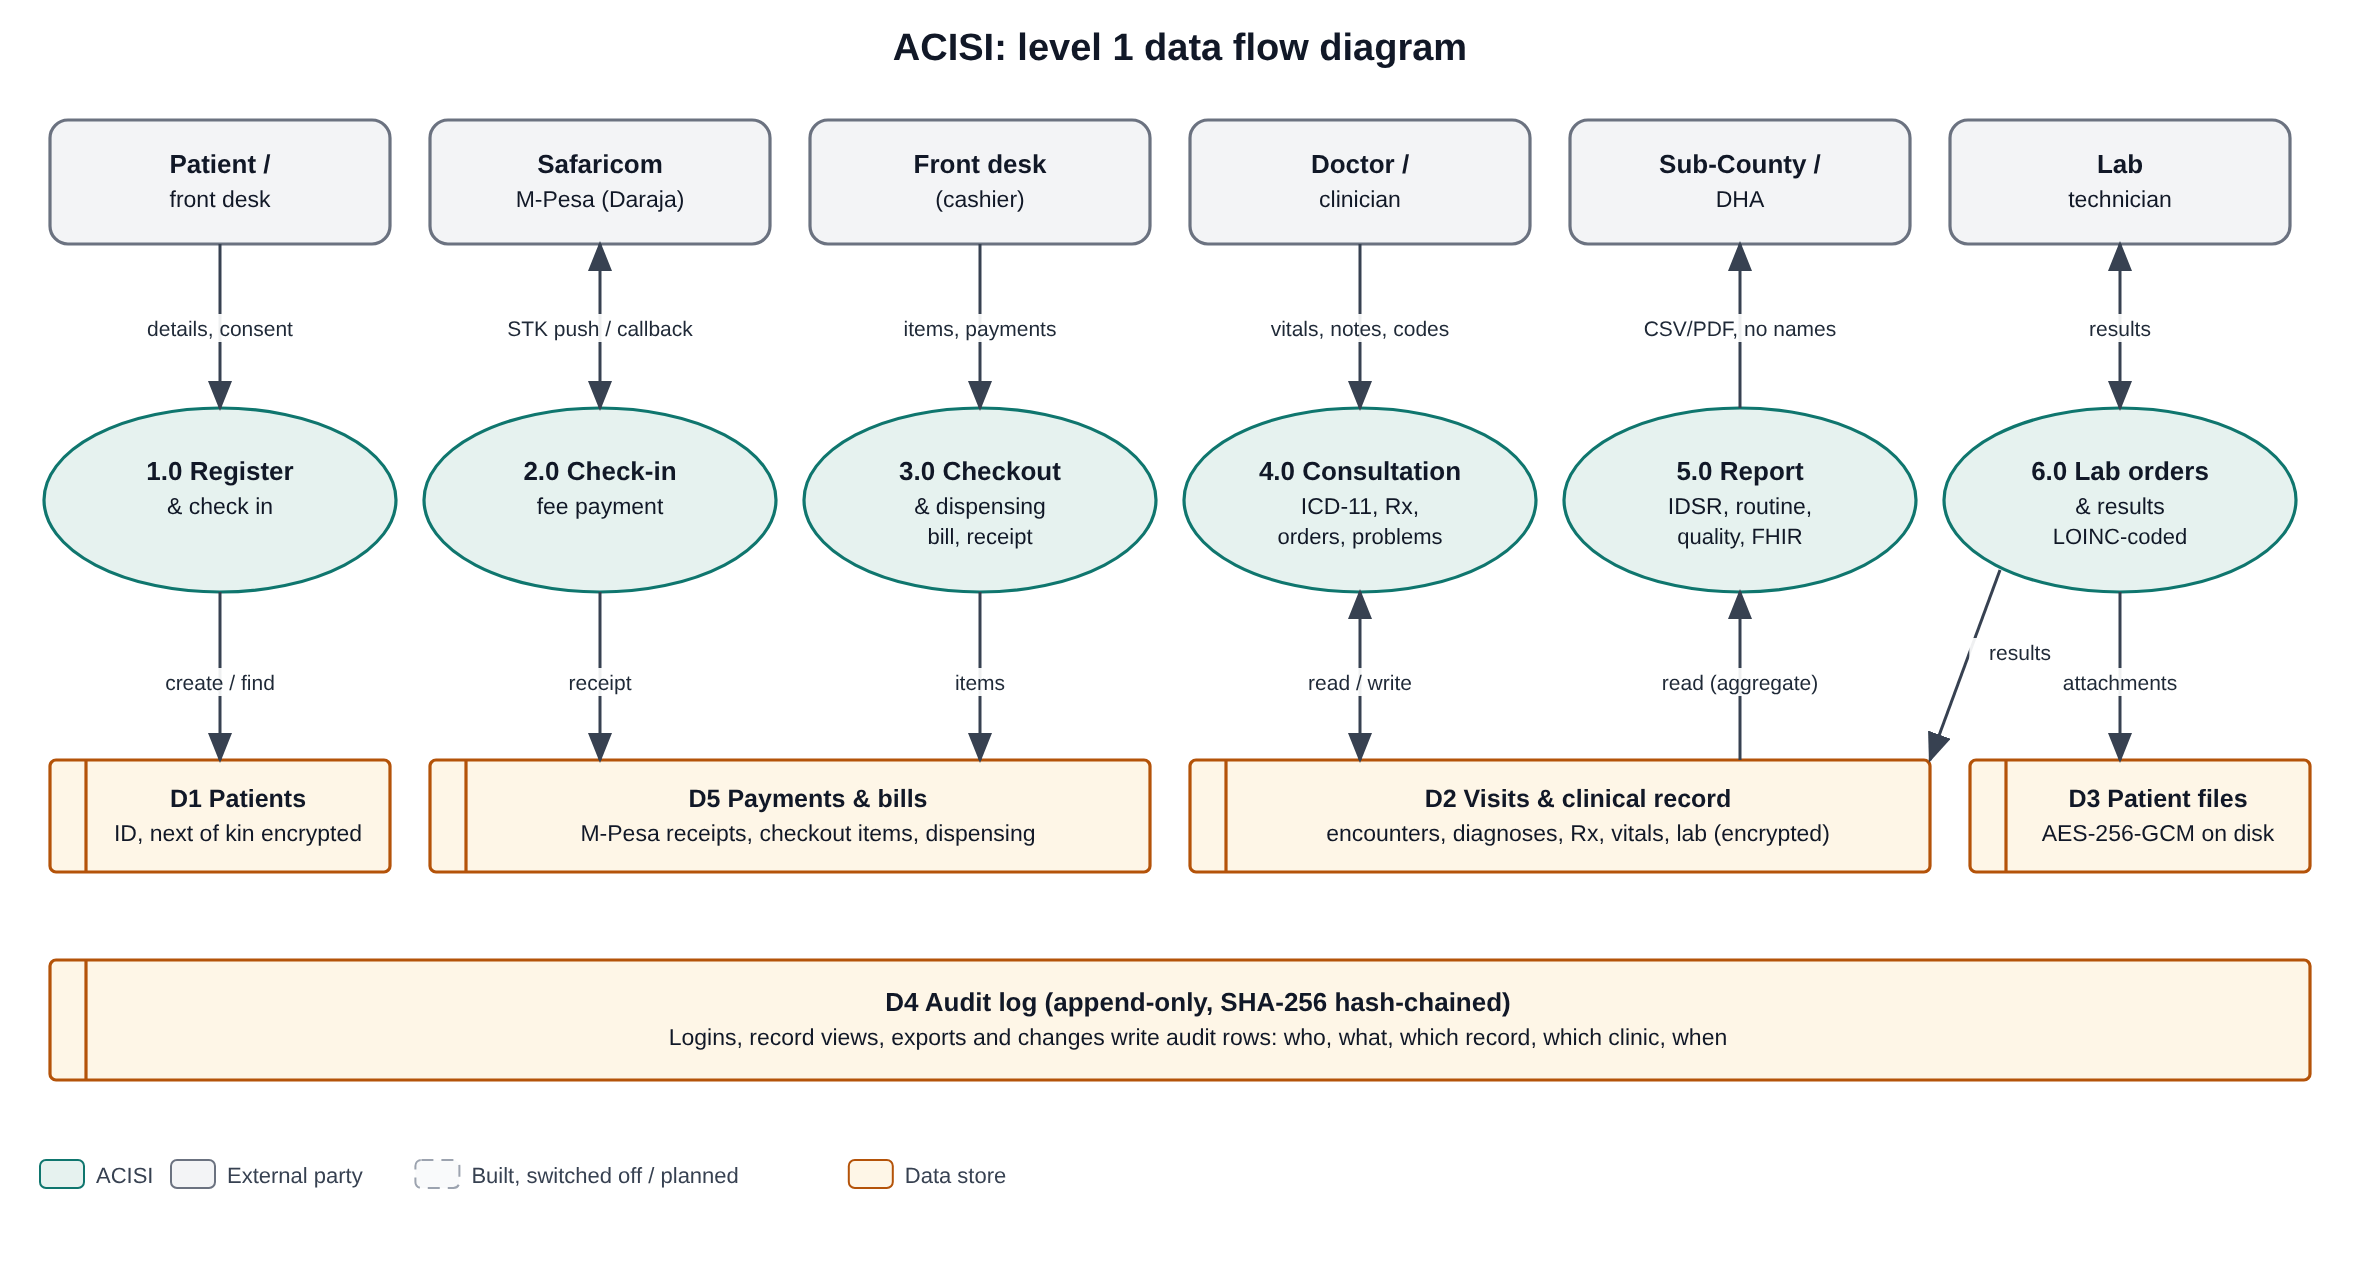 ACISI: level 1 data flow diagram
Patient /
front desk
Safaricom
M-Pesa (Daraja)
Front desk
(cashier)
Doctor /
clinician
Sub-County /
DHA
Lab
technician
details, consent
STK push / callback
items, payments
vitals, notes, codes
CSV/PDF, no names
results
1.0 Register
& check in
2.0 Check-in
fee payment
3.0 Checkout
& dispensing
bill, receipt
4.0 Consultation
ICD-11, Rx,
orders, problems
5.0 Report
IDSR, routine,
quality, FHIR
6.0 Lab orders
& results
LOINC-coded
create / find
receipt
items
read / write
read (aggregate)
results
attachments
D1 Patients
ID, next of kin encrypted
D5 Payments & bills
M-Pesa receipts, checkout items, dispensing
D2 Visits & clinical record
encounters, diagnoses, Rx, vitals, lab (encrypted)
D3 Patient files
AES-256-GCM on disk
D4 Audit log (append-only, SHA-256 hash-chained)
Logins, record views, exports and changes write audit rows: who, what, which record, which clinic, when
ACISI
External party
Built, switched off / planned
Data store